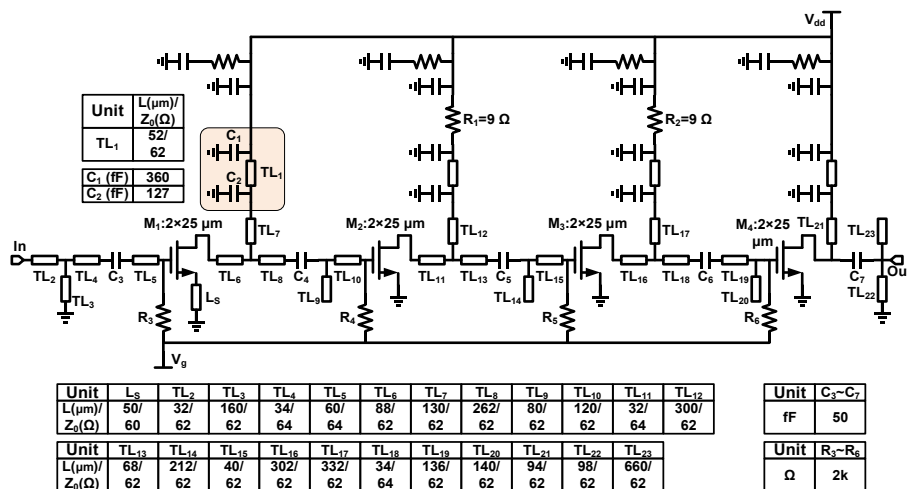 V_dd
Unit L(μm)/ Z₀(Ω)
TL₁ 52/ 62
C₁ (fF) 360
C₂ (fF) 127
C₁
C₂
TL₁
R₁=9 Ω
R₂=9 Ω
M₁:2×25 μm
M₂:2×25 μm
M₃:2×25 μm
M₄:2×25 μm
TL₇
TL₁₂
TL₁₇
TL₂₁
TL₂₃
In
TL₂
TL₄
C₃
TL₅
TL₆
TL₈
C₄
TL₁₀
TL₁₁
TL₁₃
C₅
TL₁₅
TL₁₆
TL₁₈
C₆
TL₁₉
C₇
Ou
TL₃
L_S
TL₉
TL₁₄
TL₂₀
TL₂₂
R₃
R₄
R₅
R₆
V_g
Unit L_S TL₂ TL₃ TL₄ TL₅ TL₆ TL₇ TL₈ TL₉ TL₁₀ TL₁₁ TL₁₂
L(μm)/ 50/ 32/ 160/ 34/ 60/ 88/ 130/ 262/ 80/ 120/ 32/ 300/
Z₀(Ω) 60 62 62 64 64 62 62 62 62 62 64 62
Unit TL₁₃ TL₁₄ TL₁₅ TL₁₆ TL₁₇ TL₁₈ TL₁₉ TL₂₀ TL₂₁ TL₂₂ TL₂₃
L(μm)/ 68/ 212/ 40/ 302/ 332/ 34/ 136/ 140/ 94/ 98/ 660/
Z₀(Ω) 62 62 62 62 62 64 62 62 62 62 62
Unit C₃~C₇
fF 50
Unit R₃~R₆
Ω 2k